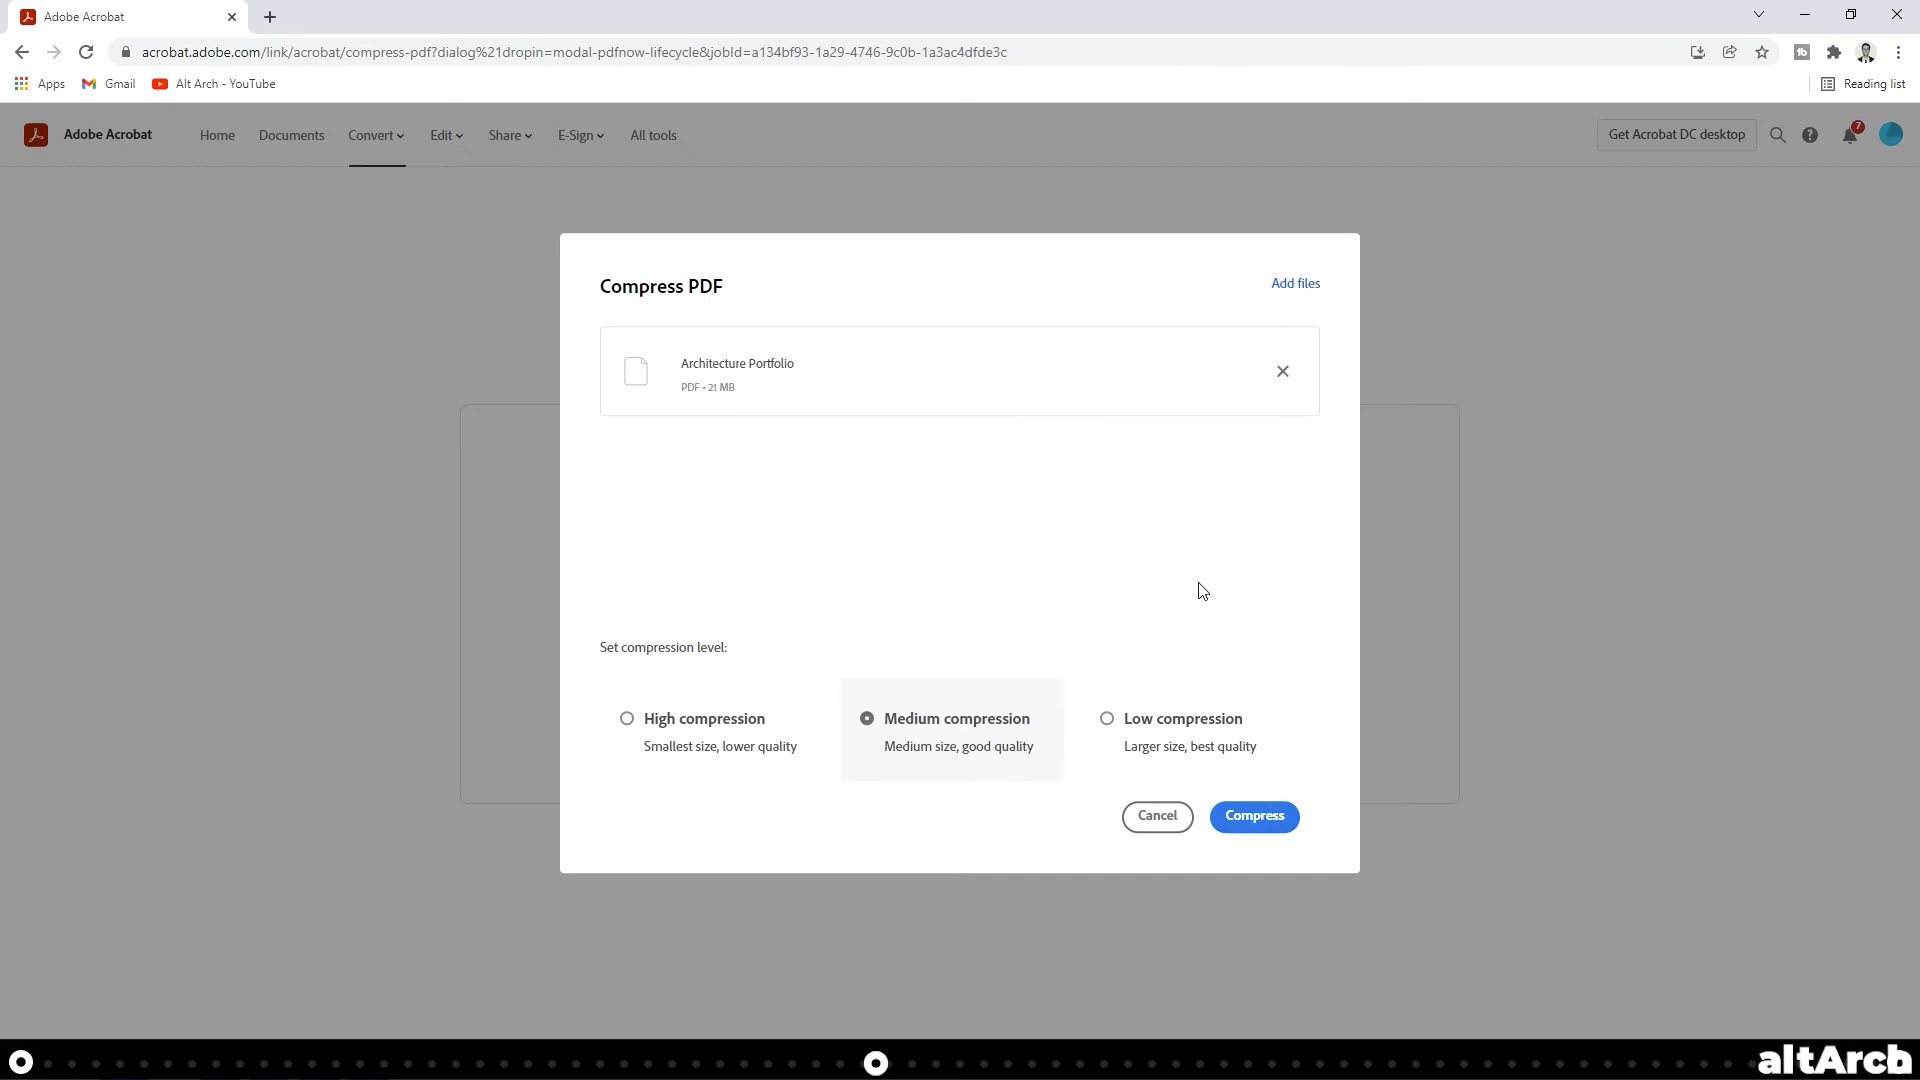 Adobe Acrobat
acrobat.adobe.com/link/acrobat/compress-pdf?dialog%21dropin=modal-pdfnow-lifecycle&jobId=a134bf93-1a29-4746-9c0b-1a3ac4dfde3c
Apps Gmail Alt Arch - YouTube Reading list
Adobe Acrobat Home Documents Convert Edit Share E-Sign All tools Get Acrobat DC desktop 7
Compress PDF Add files
Architecture Portfolio
PDF • 21 MB
Set compression level:
High compression Medium compression Low compression
Smallest size, lower quality Medium size, good quality Larger size, best quality
Cancel Compress
altArch